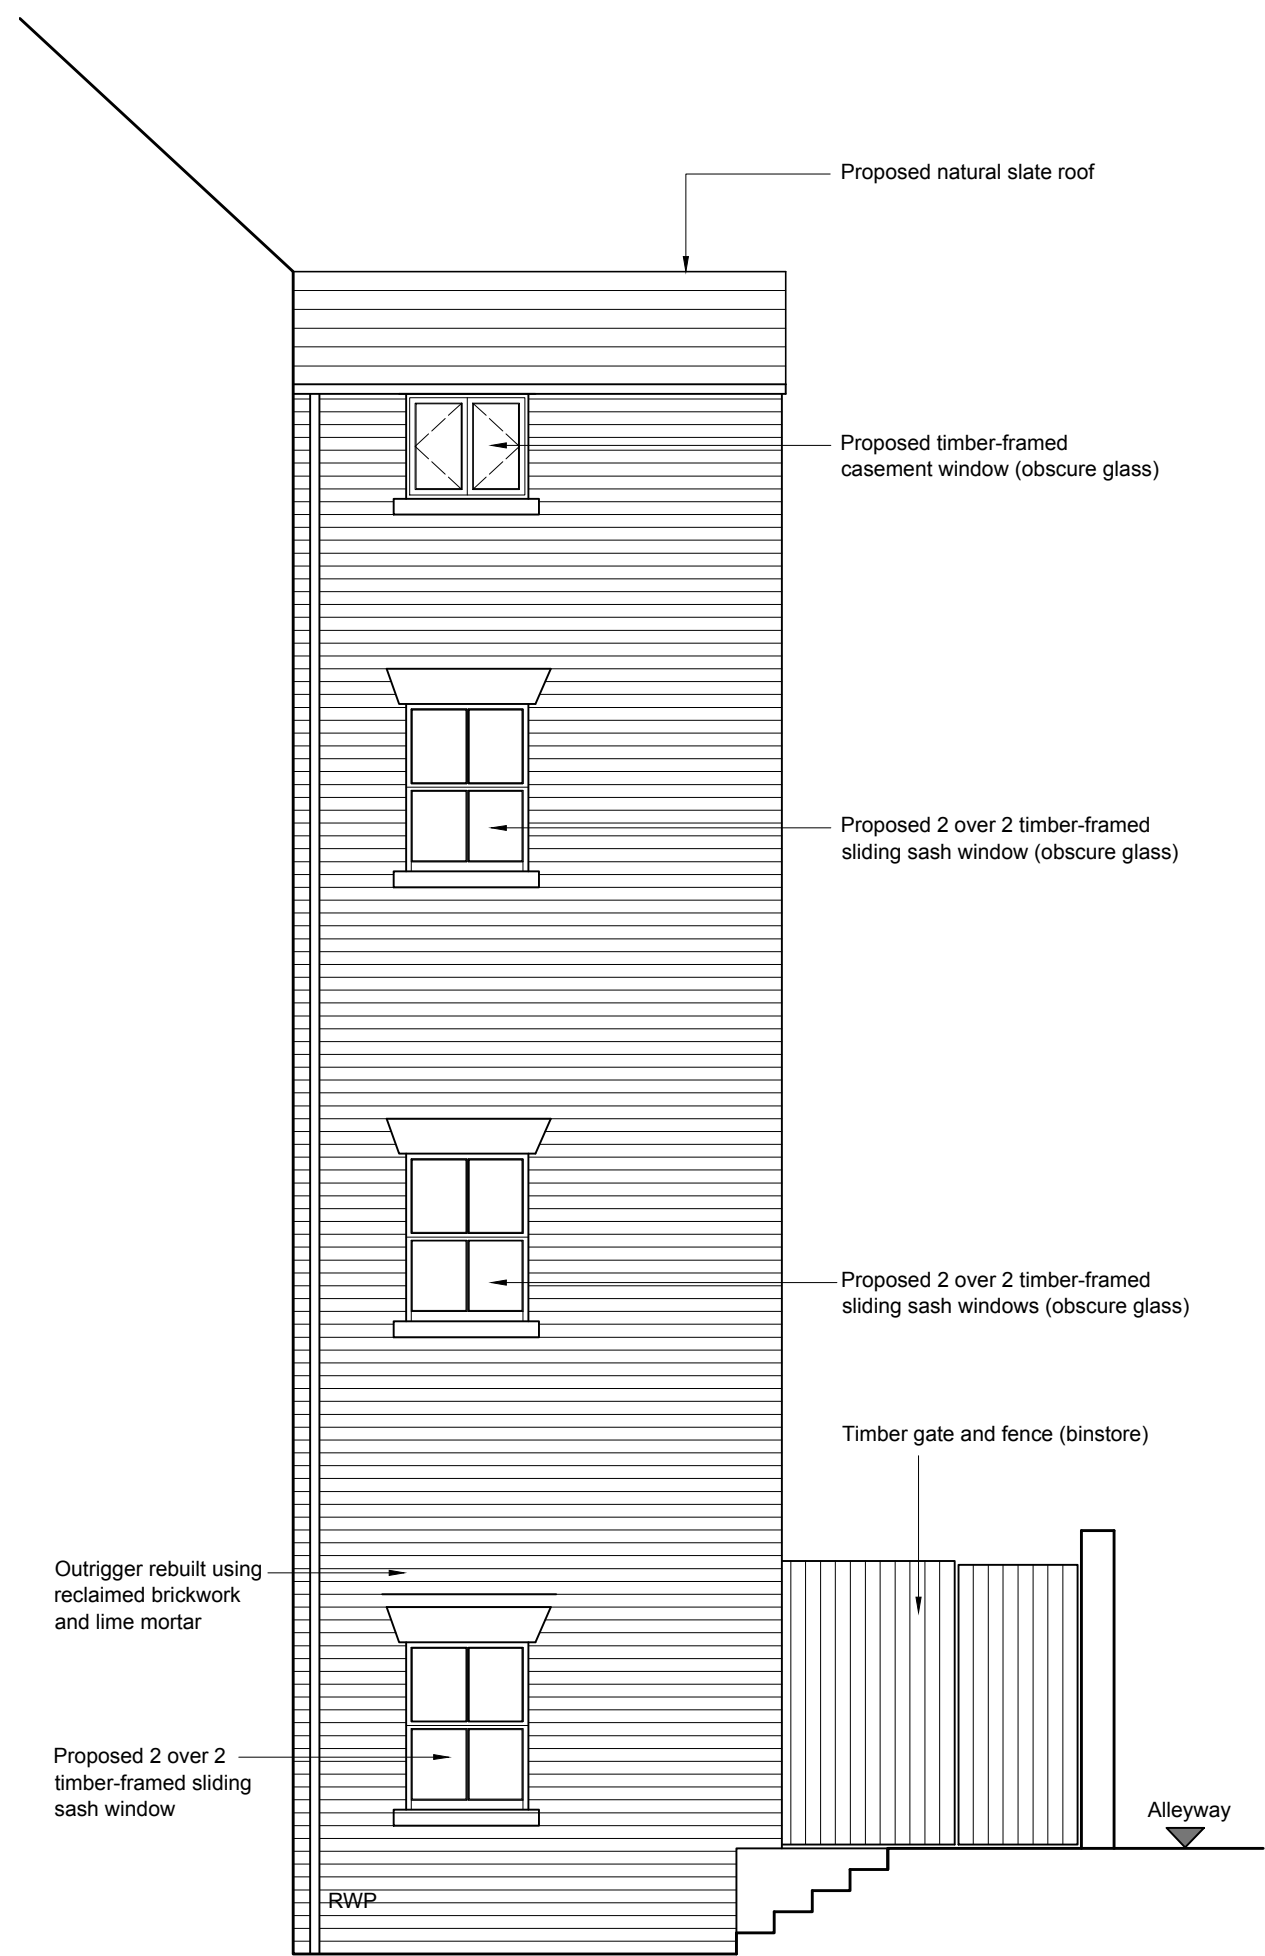 Proposed natural slate roof
Proposed timber-framed
casement window (obscure glass)
Proposed 2 over 2 timber-framed
sliding sash window (obscure glass)
Proposed 2 over 2 timber-framed
sliding sash windows (obscure glass)
Timber gate and fence (binstore)
Outrigger rebuilt using
reclaimed brickwork
and lime mortar
Proposed 2 over 2
timber-framed sliding
sash window
Alleyway
RWP